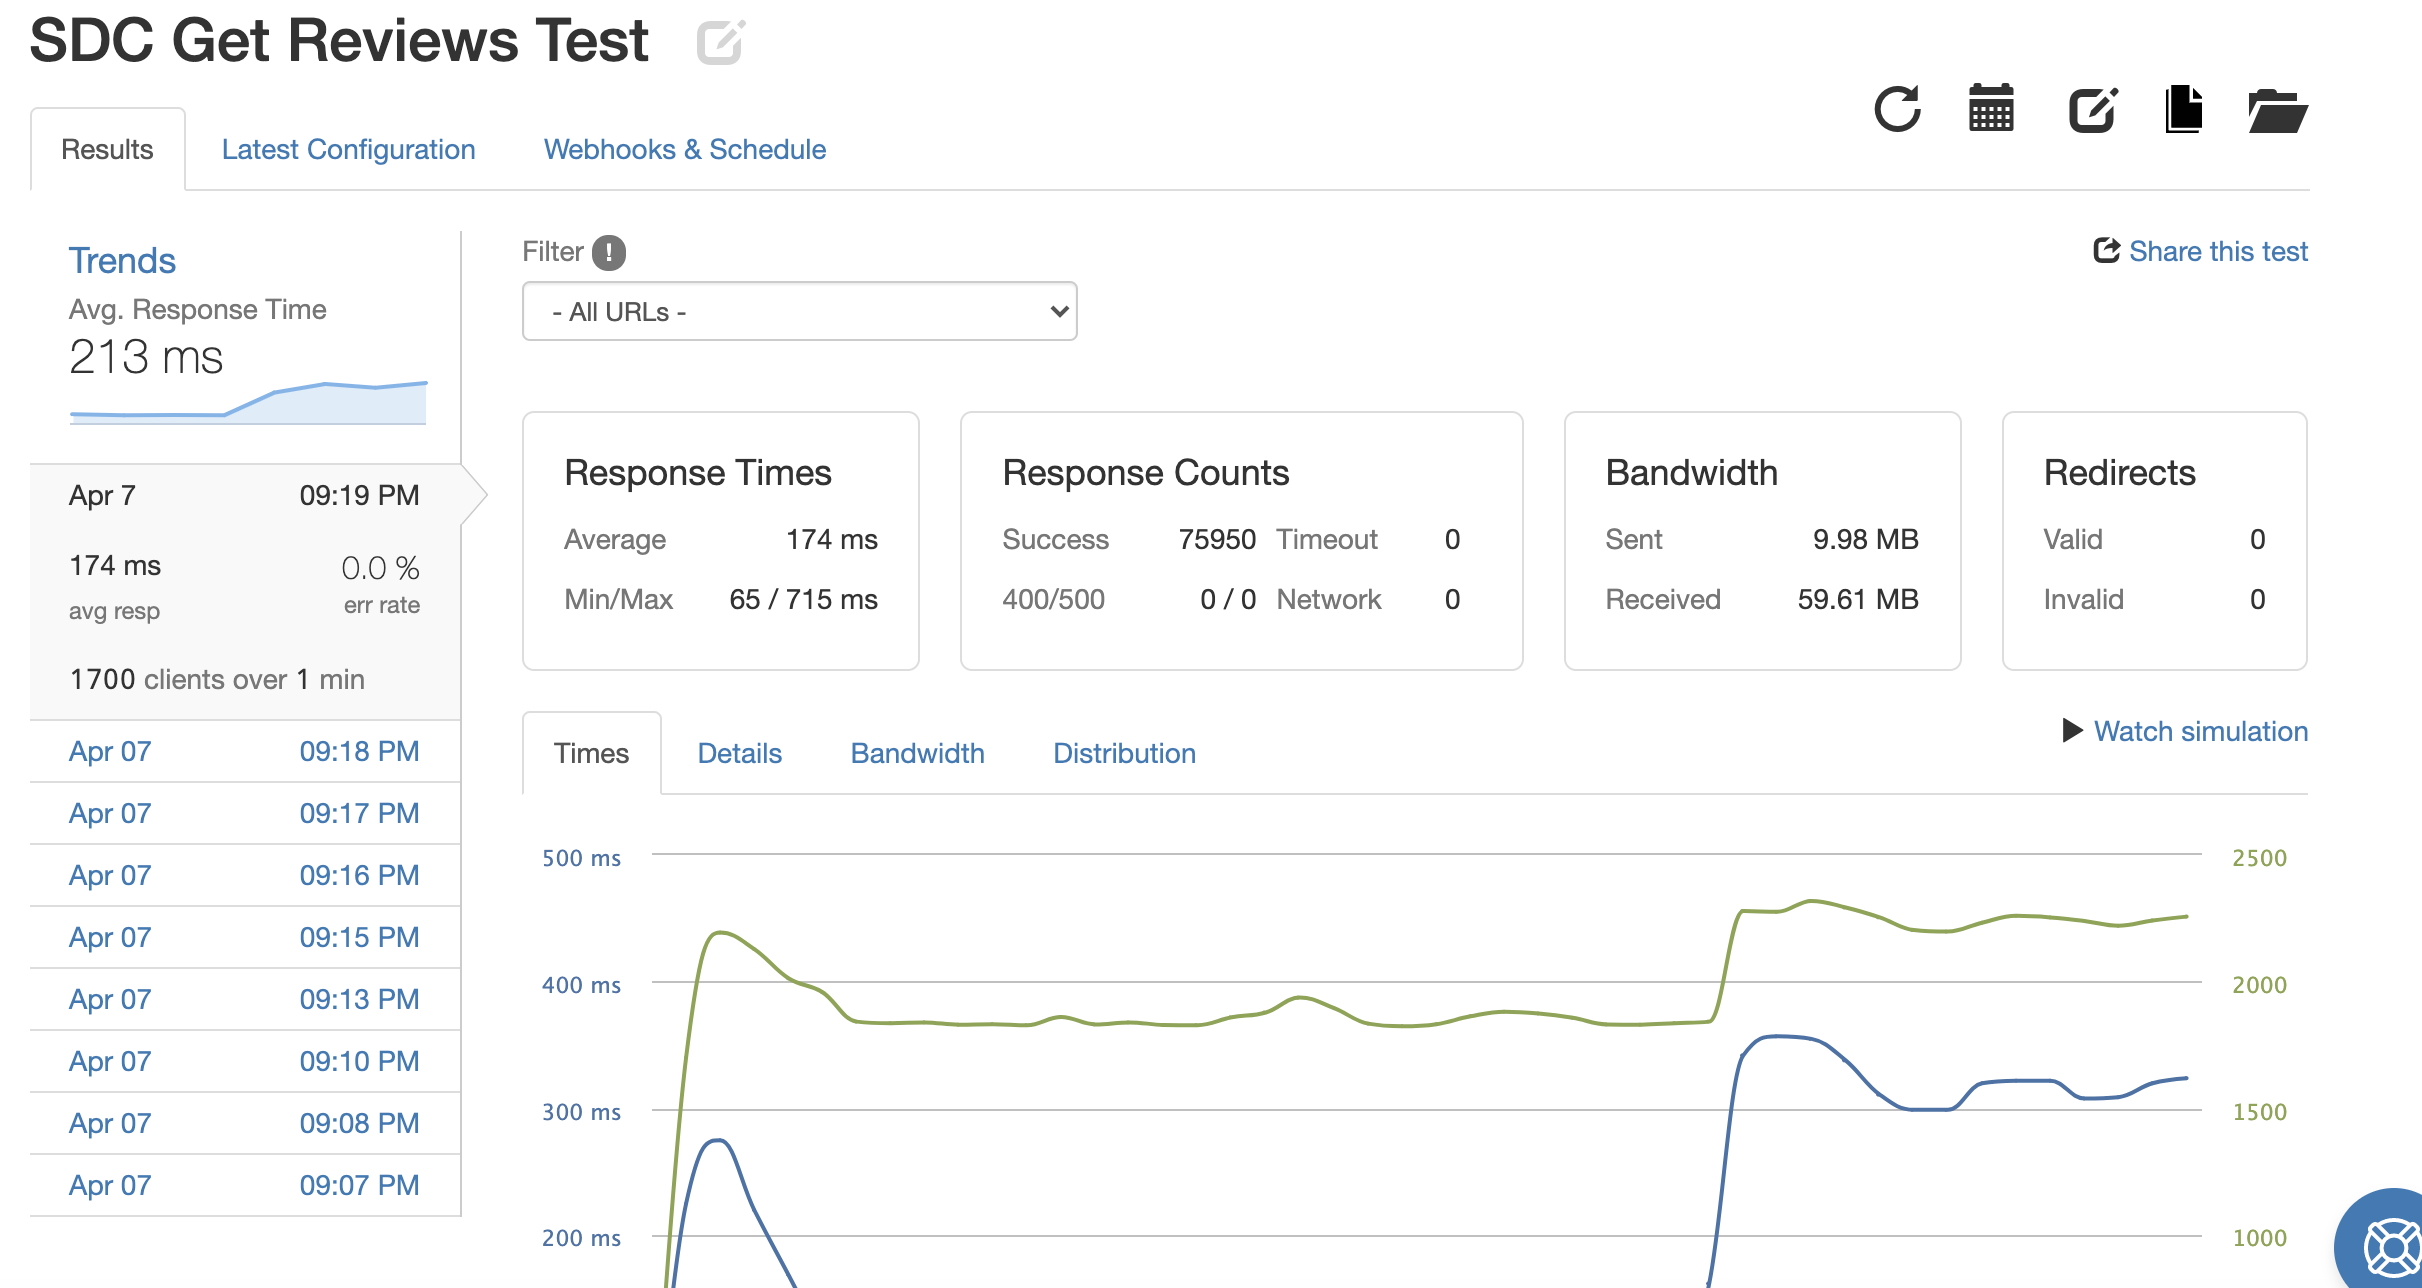 SDC Get Reviews Test
Results
Latest Configuration
Webhooks & Schedule
Trends
Avg. Response Time
213 ms
Apr 7 09:19 PM
174 ms 0.0 %
avg resp err rate
1700 clients over 1 min
Apr 07 09:18 PM
Apr 07 09:17 PM
Apr 07 09:16 PM
Apr 07 09:15 PM
Apr 07 09:13 PM
Apr 07 09:10 PM
Apr 07 09:08 PM
Apr 07 09:07 PM
Filter !
- All URLs -
Share this test
Response Times
Average 174 ms
Min/Max 65 / 715 ms
Response Counts
Success 75950 Timeout 0
400/500 0 / 0 Network 0
Bandwidth
Sent 9.98 MB
Received 59.61 MB
Redirects
Valid 0
Invalid 0
Times
Details
Bandwidth
Distribution
Watch simulation
500 ms 2500
400 ms 2000
300 ms 1500
200 ms 1000